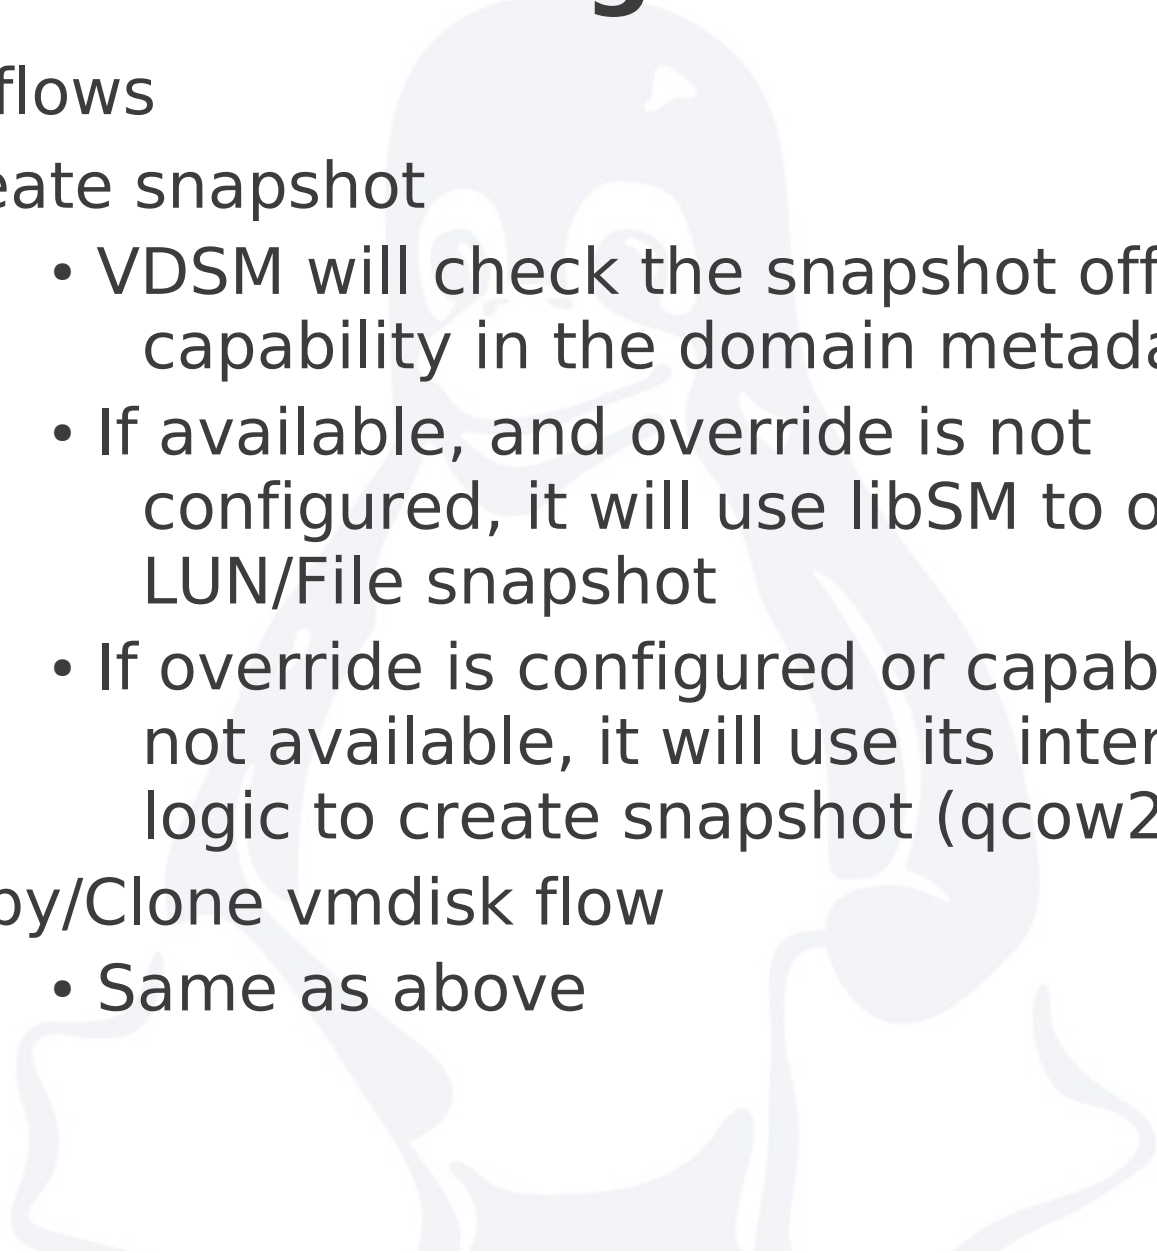 flows
eate snapshot
• VDSM will check the snapshot off
capability in the domain metada
• If available, and override is not
configured, it will use libSM to o
LUN/File snapshot
• If override is configured or capab
not available, it will use its inter
logic to create snapshot (qcow2
py/Clone vmdisk flow
• Same as above